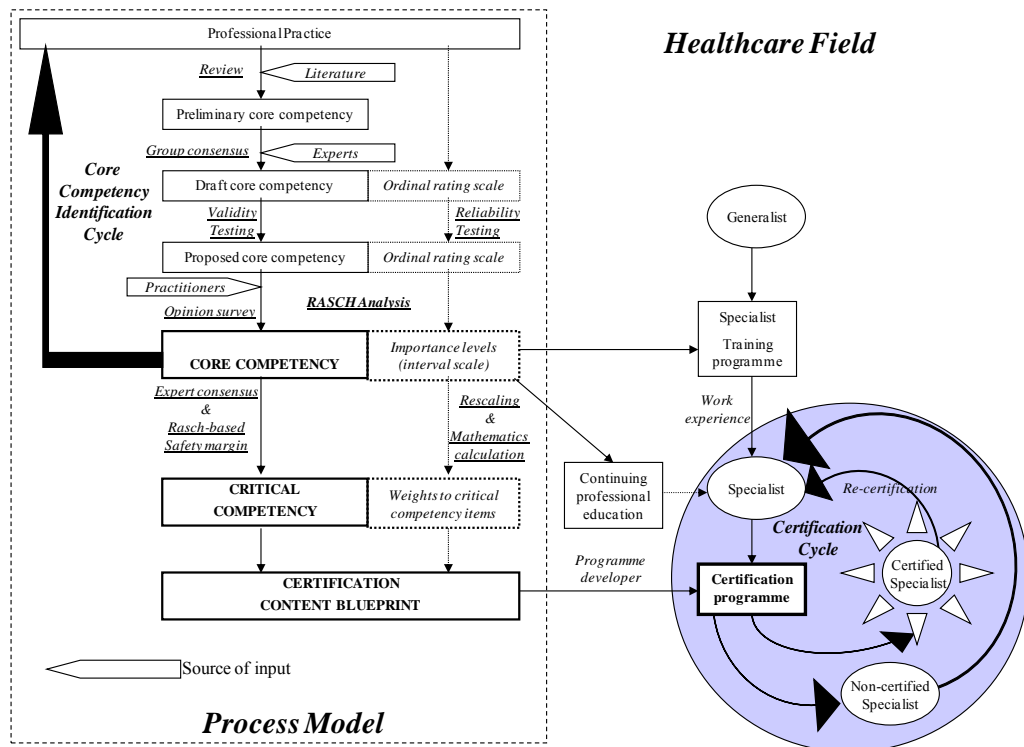 Professional Practice
Healthcare Field
Review
Literature
Preliminary core competency
Group consensus
Experts
Core
Competency
Identification
Cycle
Draft core competency
Ordinal rating scale
Validity
Testing
Reliability
Testing
Generalist
Proposed core competency
Ordinal rating scale
Practitioners
RASCH Analysis
Opinion survey
CORE COMPETENCY
Importance levels
(interval scale)
Specialist
Training
programme
Expert consensus
&
Rasch-based
Safety margin
Rescaling
&
Mathematics
calculation
Work
experience
CRITICAL
COMPETENCY
Weights to critical
competency items
Continuing
professional
education
Specialist
Re-certification
Certification
Cycle
Certified
Specialist
CERTIFICATION
CONTENT BLUEPRINT
Programme
developer
Certification
programme
Source of input
Non-certified
Specialist
Process Model